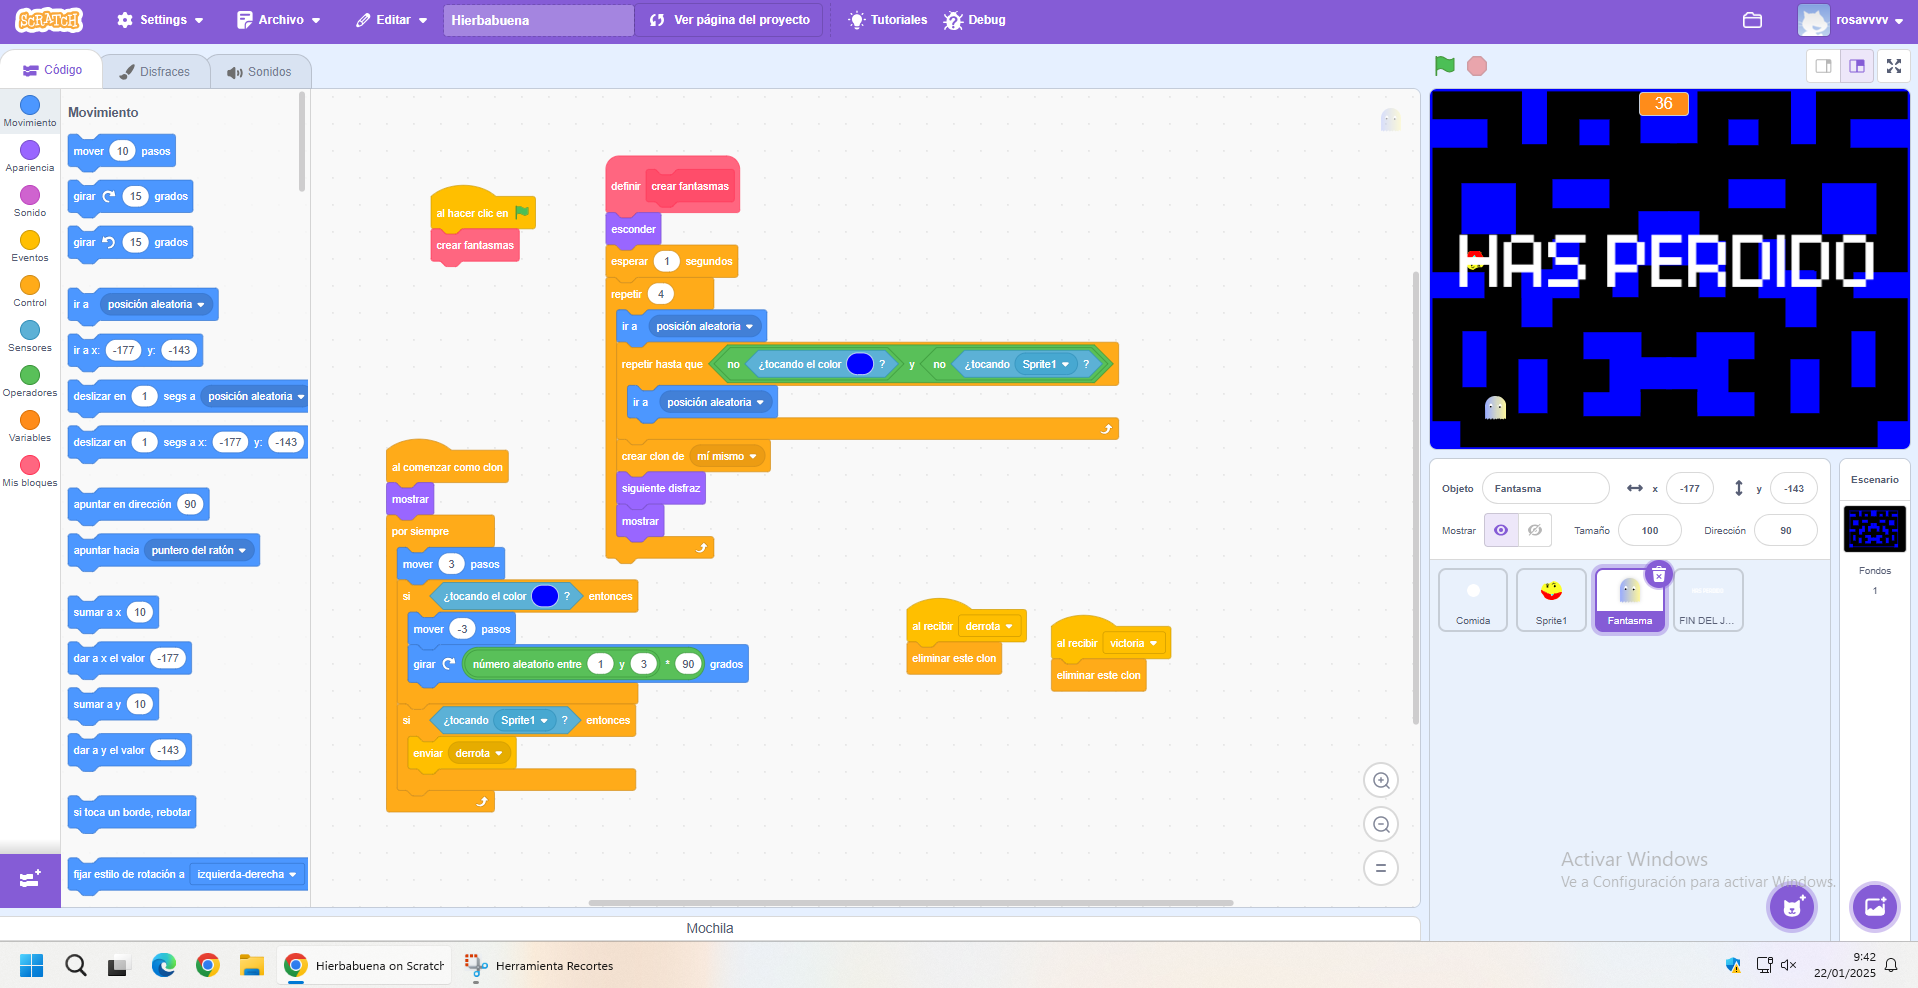 SCRATCH
Settings
Archivo
Editar
Hierbabuena
Ver página del proyecto
Tutoriales
Debug
rosavvvv
Código
Disfraces
Sonidos
Movimiento
Apariencia
Sonido
Eventos
Control
Sensores
Operadores
Variables
Mis bloques
Movimiento
mover 10 pasos
girar 15 grados
girar 15 grados
ir a posición aleatoria
ir a x: -177 y: -143
deslizar en 1 segs a posición aleatoria
deslizar en 1 segs a x: -177 y: -143
apuntar en dirección 90
apuntar hacia puntero del ratón
sumar a x 10
dar a x el valor -177
sumar a y 10
dar a y el valor -143
si toca un borde, rebotar
fijar estilo de rotación a izquierda-derecha
al hacer clic en
crear fantasmas
definir crear fantasmas
esconder
esperar 1 segundos
repetir 4
ir a posición aleatoria
repetir hasta que no ¿tocando el color ? y no ¿tocando Sprite1 ?
ir a posición aleatoria
crear clon de mí mismo
siguiente disfraz
mostrar
al comenzar como clon
mostrar
por siempre
mover 3 pasos
si ¿tocando el color ? entonces
mover -3 pasos
girar número aleatorio entre 1 y 3 * 90 grados
si ¿tocando Sprite1 ? entonces
enviar derrota
al recibir derrota
eliminar este clon
al recibir victoria
eliminar este clon
36
HAS PERDIDO
Objeto Fantasma x -177 y -143
Mostrar Tamaño 100 Dirección 90
Comida
Sprite1
Fantasma
FIN DEL J...
Escenario
Fondos
1
Activar Windows
Ve a Configuración para activar Windows.
Mochila
Hierbabuena on Scratch
Herramienta Recortes
9:42
22/01/2025